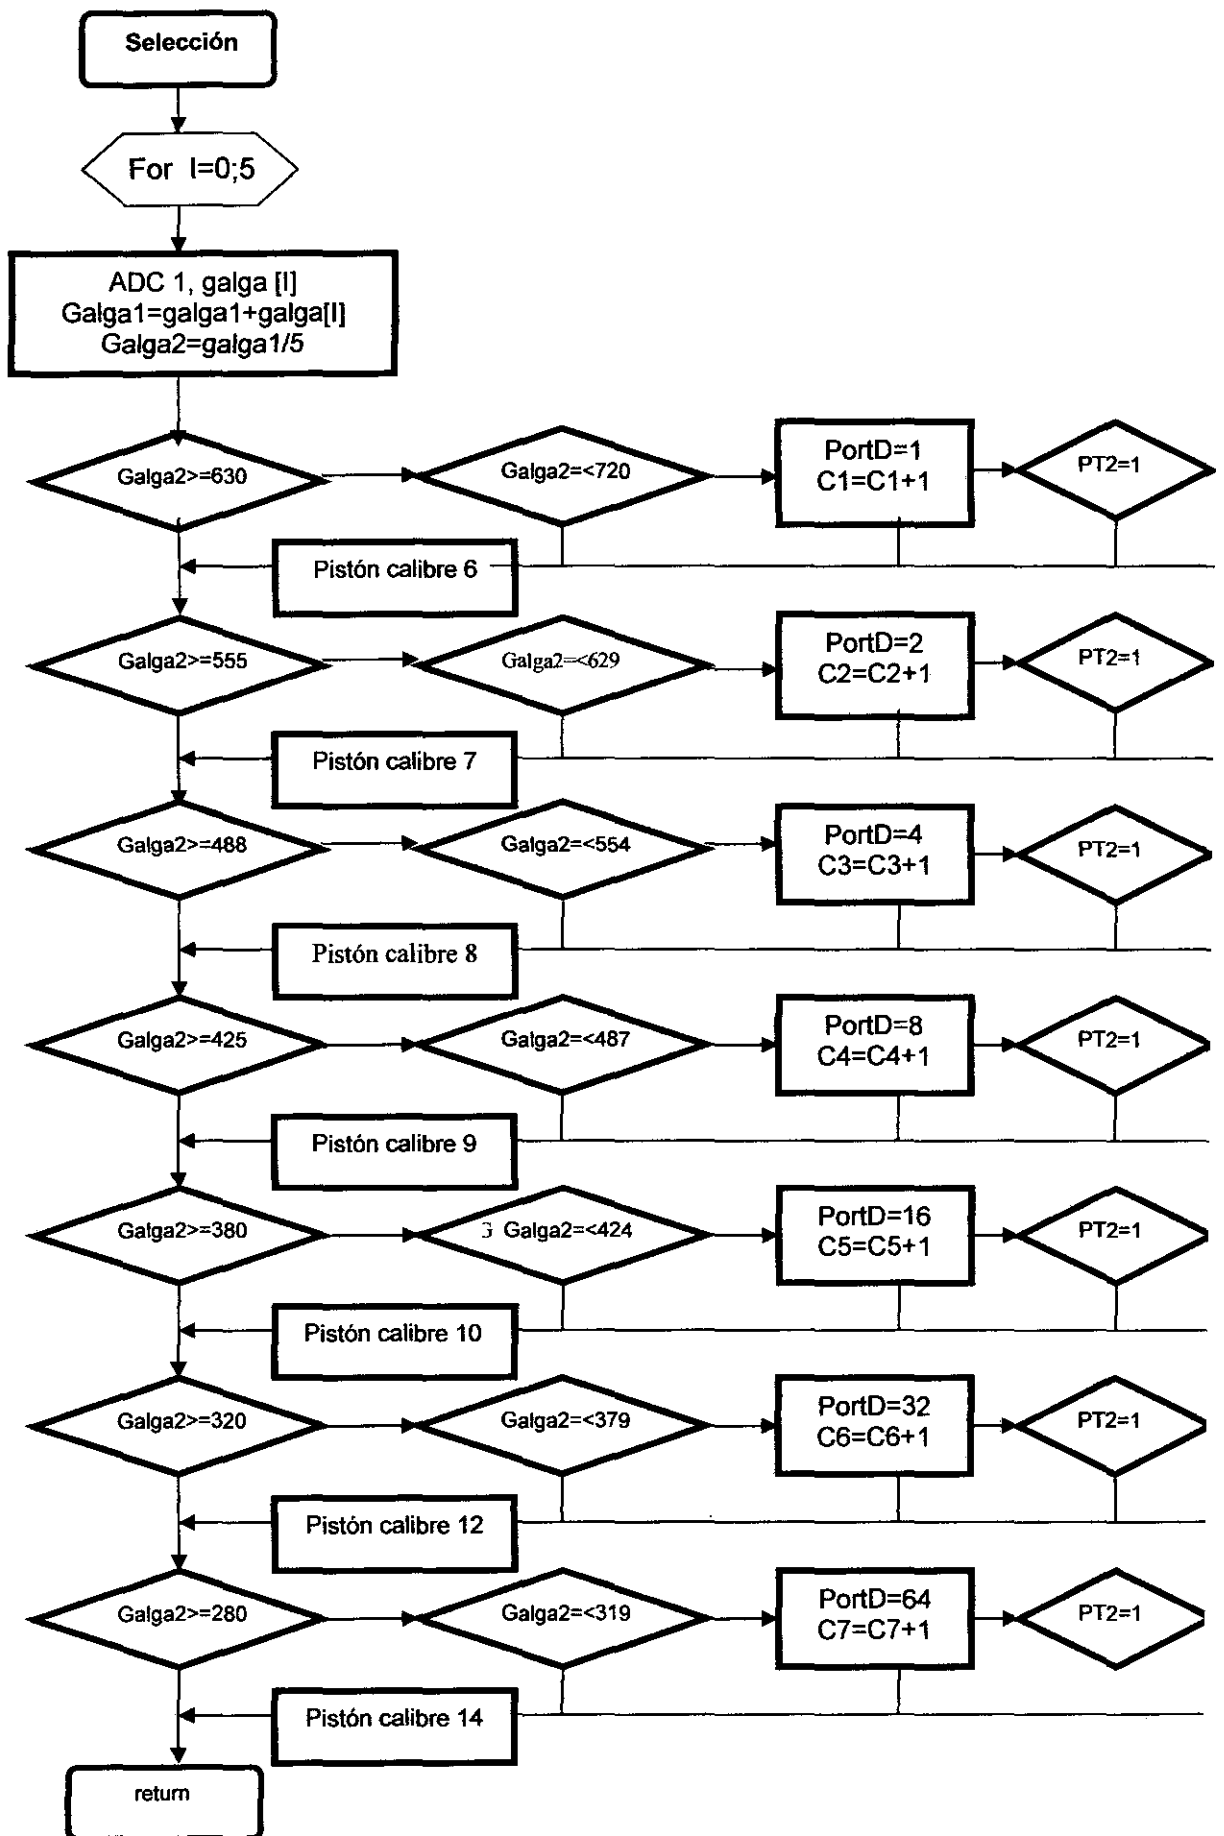 Selección
For I=0;5
ADC 1, galga [I]
Galga1=galga1+galga[I]
Galga2=galga1/5
Galga2>=630
Galga2=<720
PortD=1
C1=C1+1
PT2=1
Pistón calibre 6
Galga2>=555
Galga2=<629
PortD=2
C2=C2+1
PT2=1
Pistón calibre 7
Galga2>=488
Galga2=<554
PortD=4
C3=C3+1
PT2=1
Pistón calibre 8
Galga2>=425
Galga2=<487
PortD=8
C4=C4+1
PT2=1
Pistón calibre 9
Galga2>=380
Galga2=<424
PortD=16
C5=C5+1
PT2=1
Pistón calibre 10
Galga2>=320
Galga2=<379
PortD=32
C6=C6+1
PT2=1
Pistón calibre 12
Galga2>=280
Galga2=<319
PortD=64
C7=C7+1
PT2=1
Pistón calibre 14
return